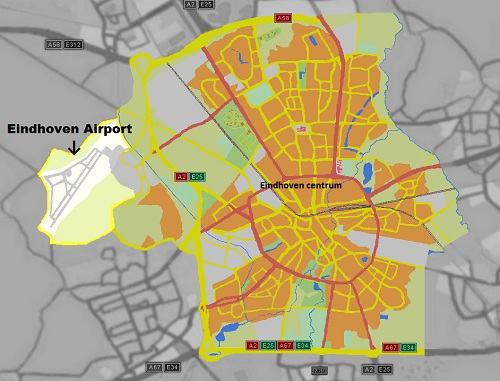 A2 E25
A58
A58 E312
Eindhoven Airport
A2 E25
Eindhoven centrum
A2 E25 A67 E34
A67 E34
A67 E34
A2 E25